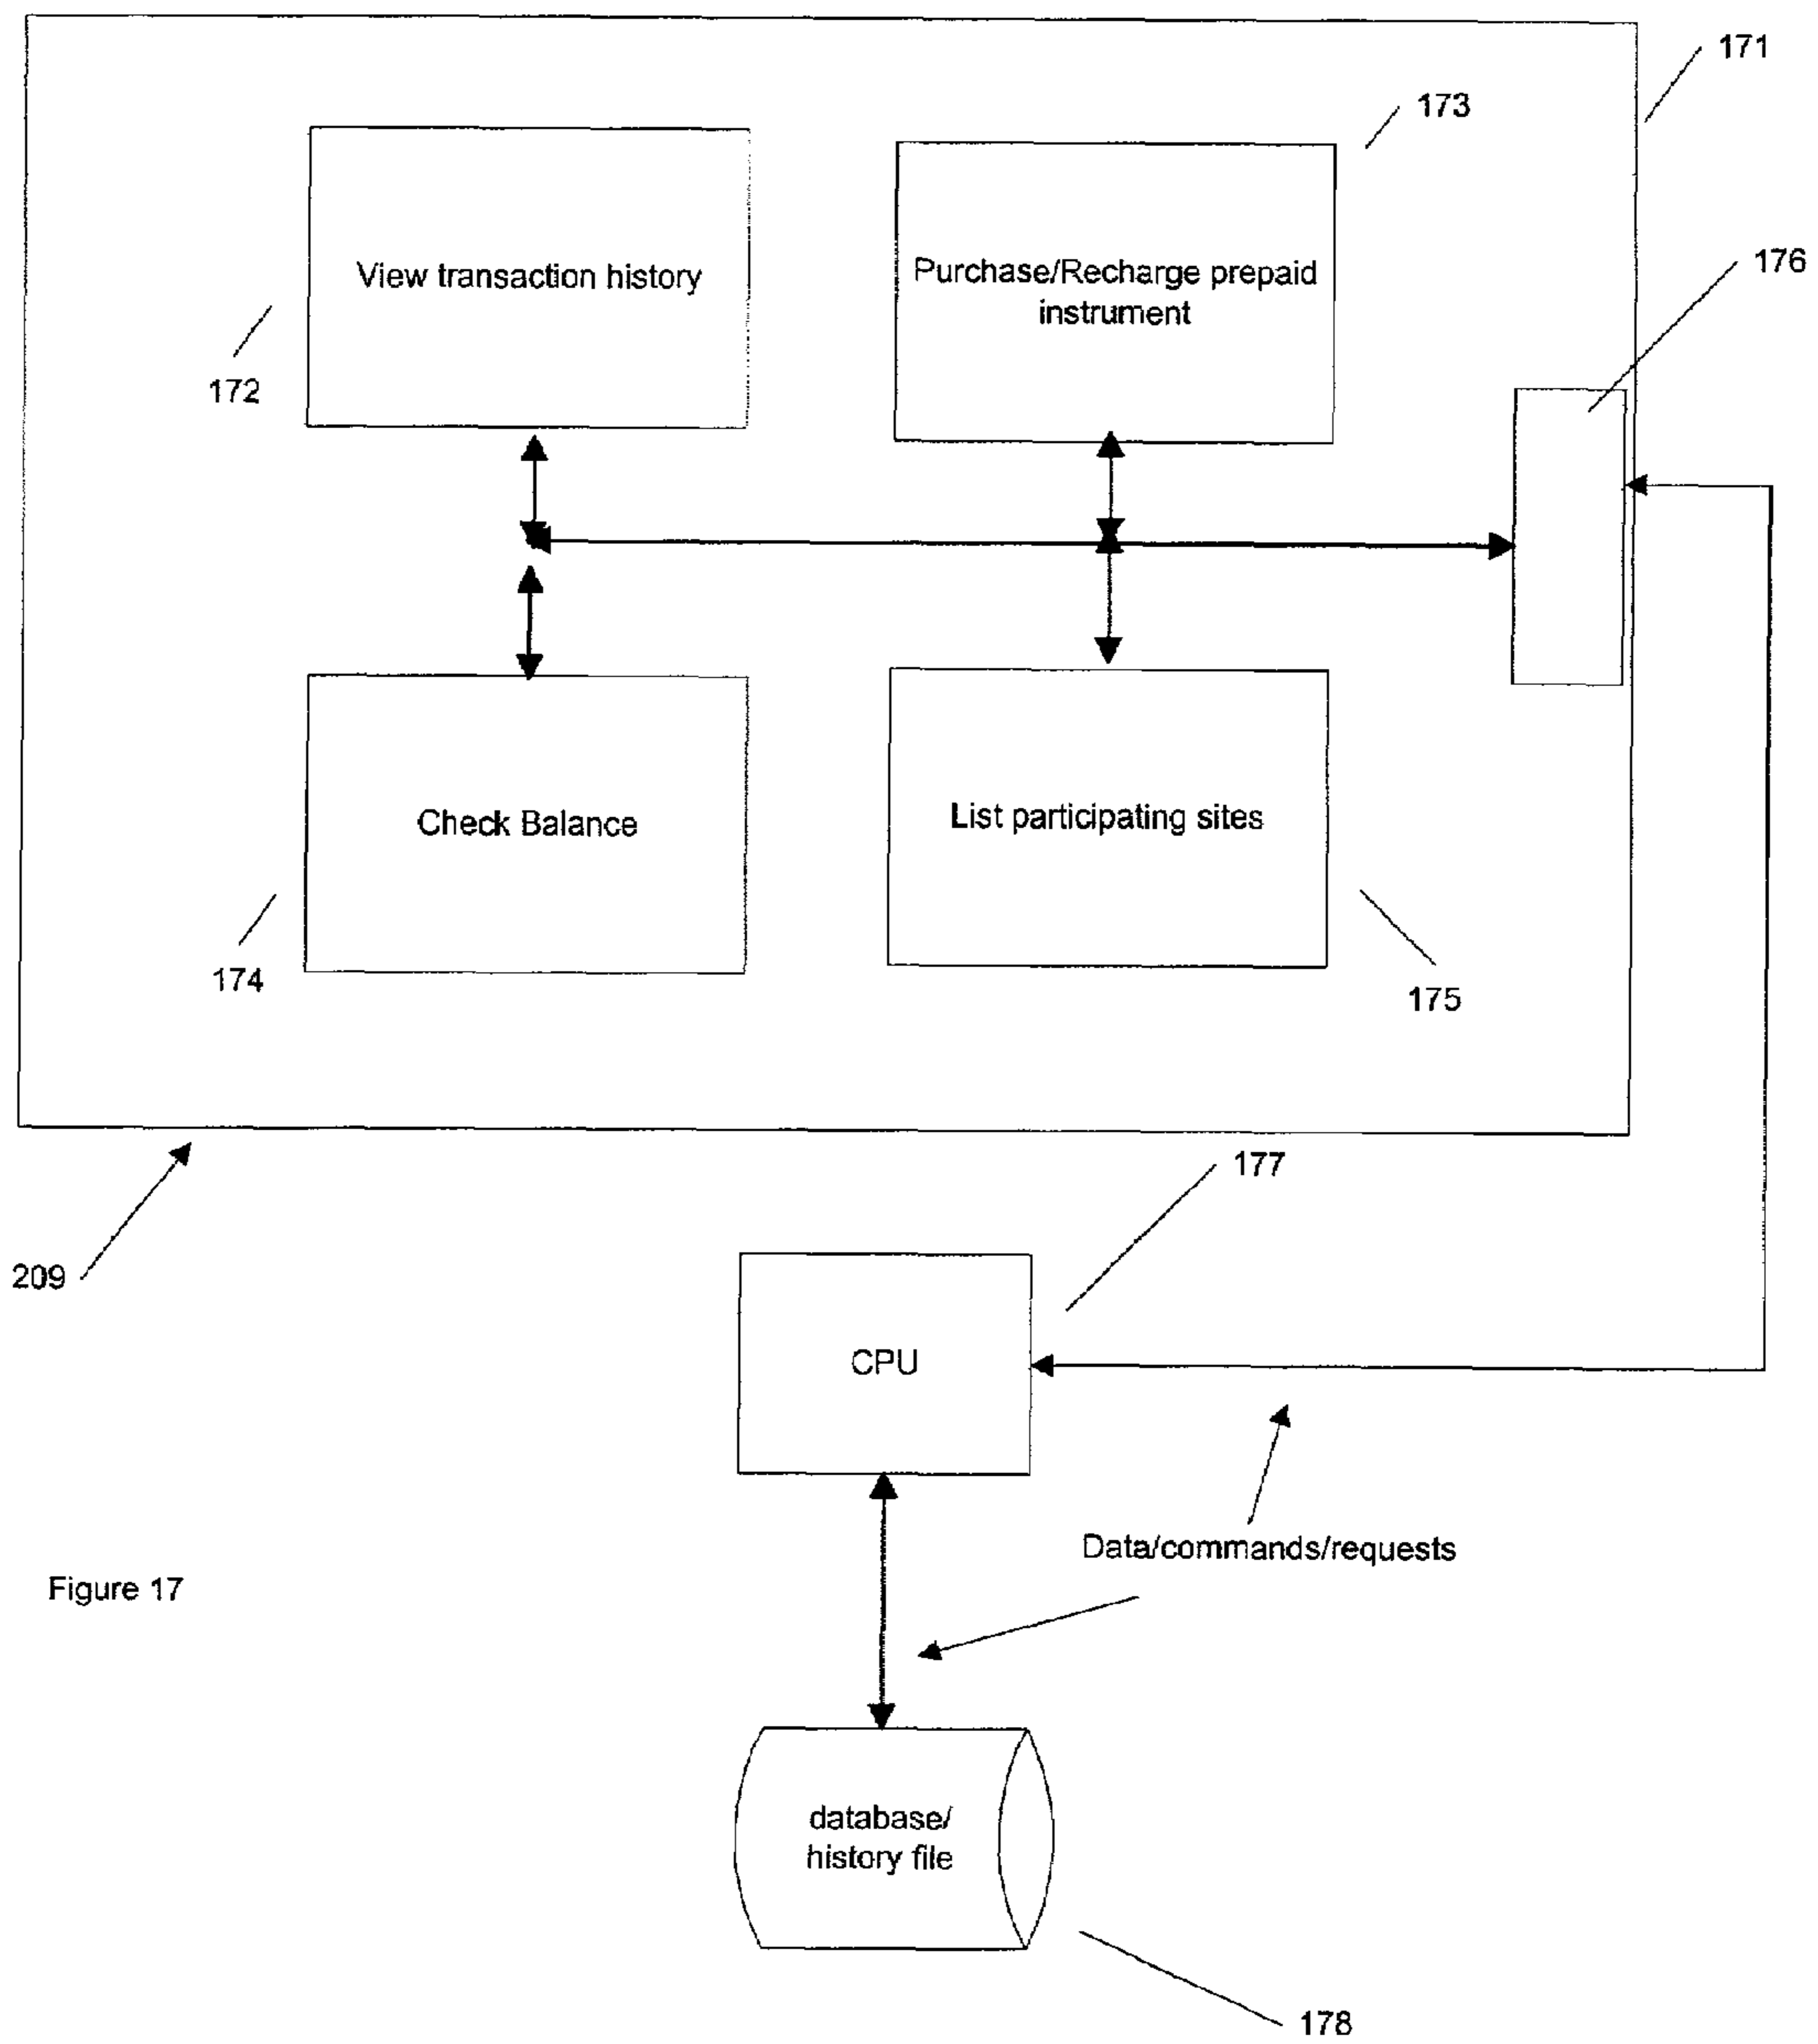 171
173
View transaction history
Purchase/Recharge prepaid
instrument
176
172
Check Balance
List participating sites
174
175
177
209
CPU
Data/commands/requests
Figure 17
database/
history file
178